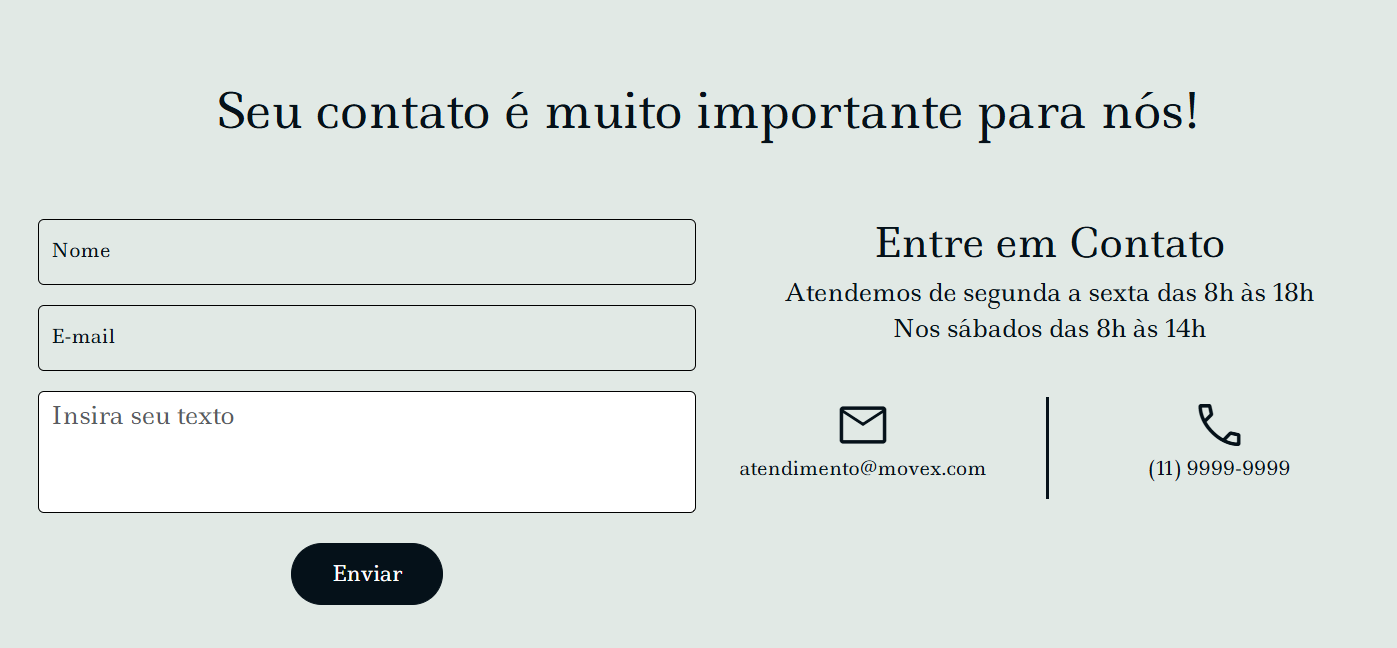 Seu contato é muito importante para nós!
Nome
E-mail
Insira seu texto
Enviar
Entre em Contato
Atendemos de segunda a sexta das 8h às 18h
Nos sábados das 8h às 14h
atendimento@movex.com
(11) 9999-9999